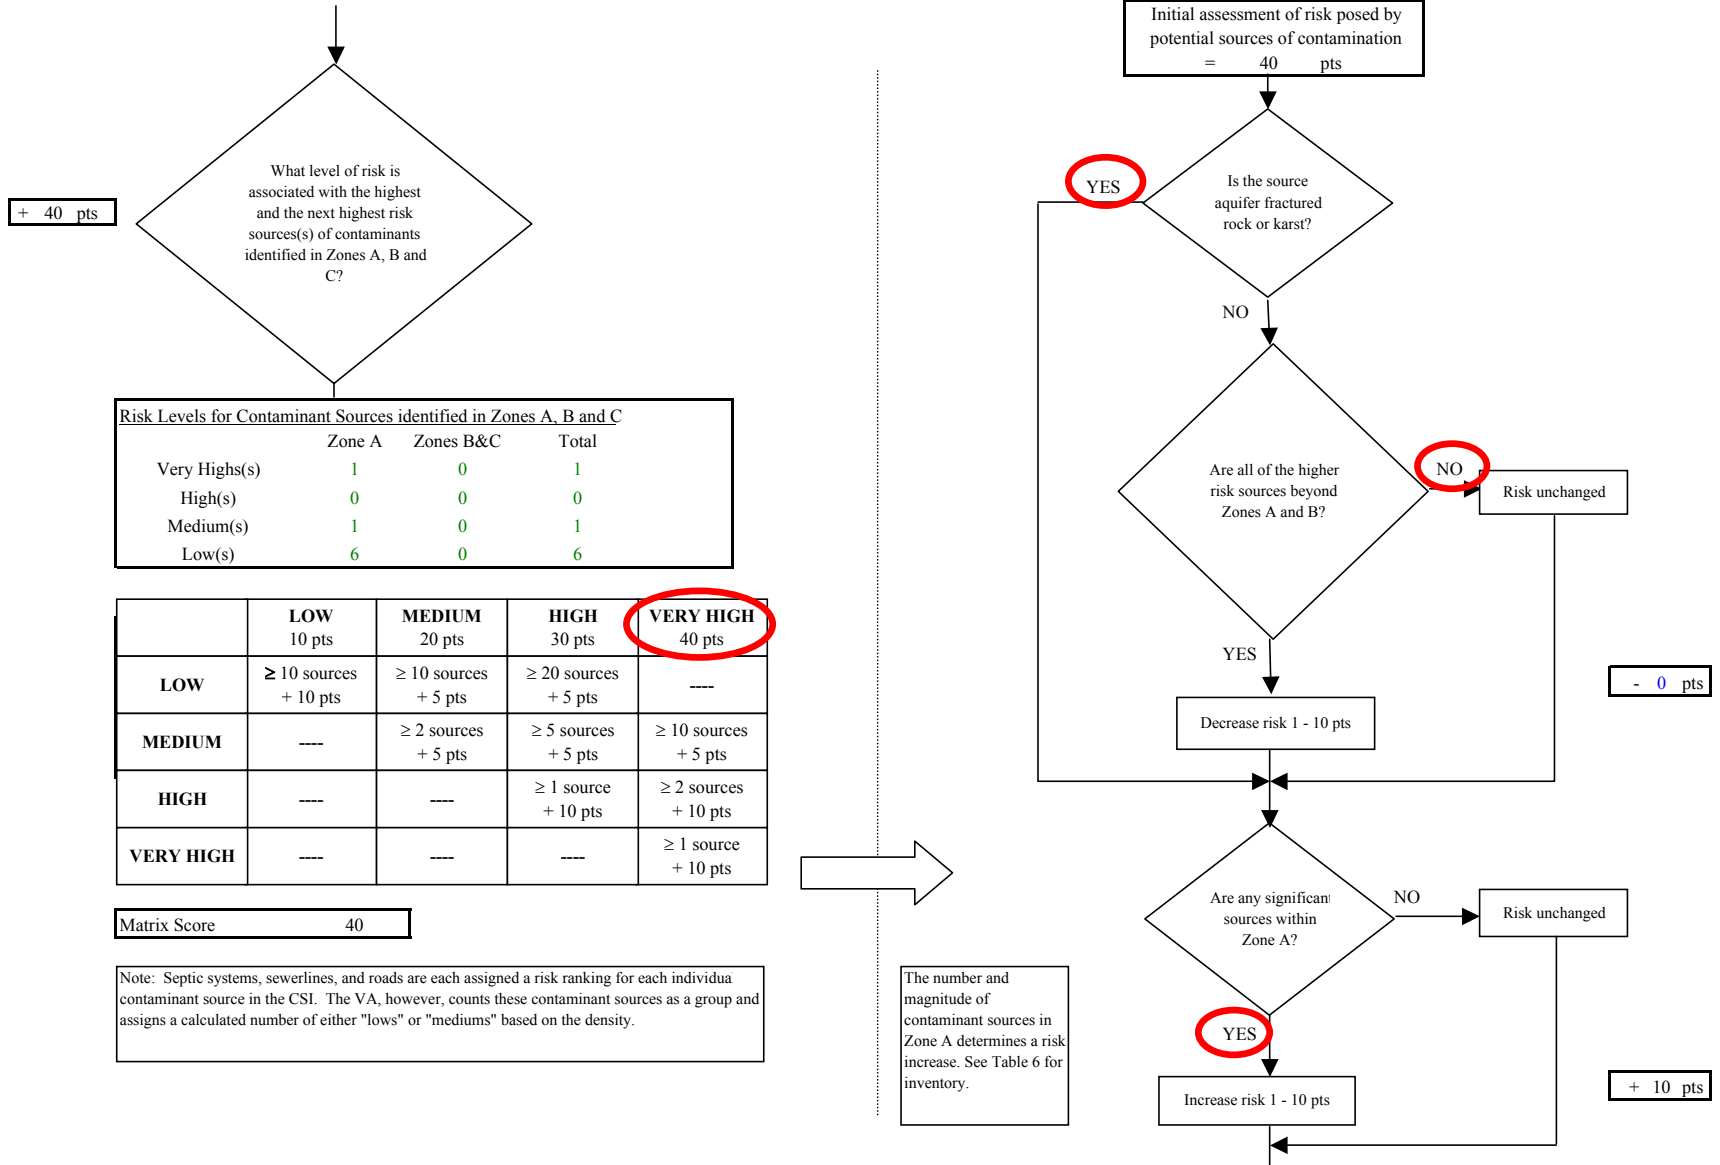 + 40 pts
What level of risk is
associated with the highest
and the next highest risk
sources(s) of contaminants
identified in Zones A, B and
C?
Risk Levels for Contaminant Sources identified in Zones A, B and C
Zone A Zones B&C Total
Very Highs(s) 1 0 1
High(s) 0 0 0
Medium(s) 1 0 1
Low(s) 6 0 6
LOW MEDIUM HIGH VERY HIGH
10 pts 20 pts 30 pts 40 pts
LOW ≥ 10 sources ≥ 10 sources ≥ 20 sources ----
+ 10 pts + 5 pts + 5 pts
MEDIUM ---- ≥ 2 sources ≥ 5 sources ≥ 10 sources
+ 5 pts + 5 pts + 5 pts
HIGH ---- ---- ≥ 1 source ≥ 2 sources
+ 10 pts + 10 pts
VERY HIGH ---- ---- ---- ≥ 1 source
+ 10 pts
Matrix Score 40
Note: Septic systems, sewerlines, and roads are each assigned a risk ranking for each individua
contaminant source in the CSI. The VA, however, counts these contaminant sources as a group and
assigns a calculated number of either "lows" or "mediums" based on the density.
Initial assessment of risk posed by
potential sources of contamination
= 40 pts
YES
Is the source
aquifer fractured
rock or karst?
NO
Are all of the higher
risk sources beyond
Zones A and B?
NO
Risk unchanged
YES
- 0 pts
Decrease risk 1 - 10 pts
Are any significant
sources within
Zone A?
NO
Risk unchanged
The number and
magnitude of
contaminant sources in
Zone A determines a risk
increase. See Table 6 for
inventory.
YES
Increase risk 1 - 10 pts
+ 10 pts